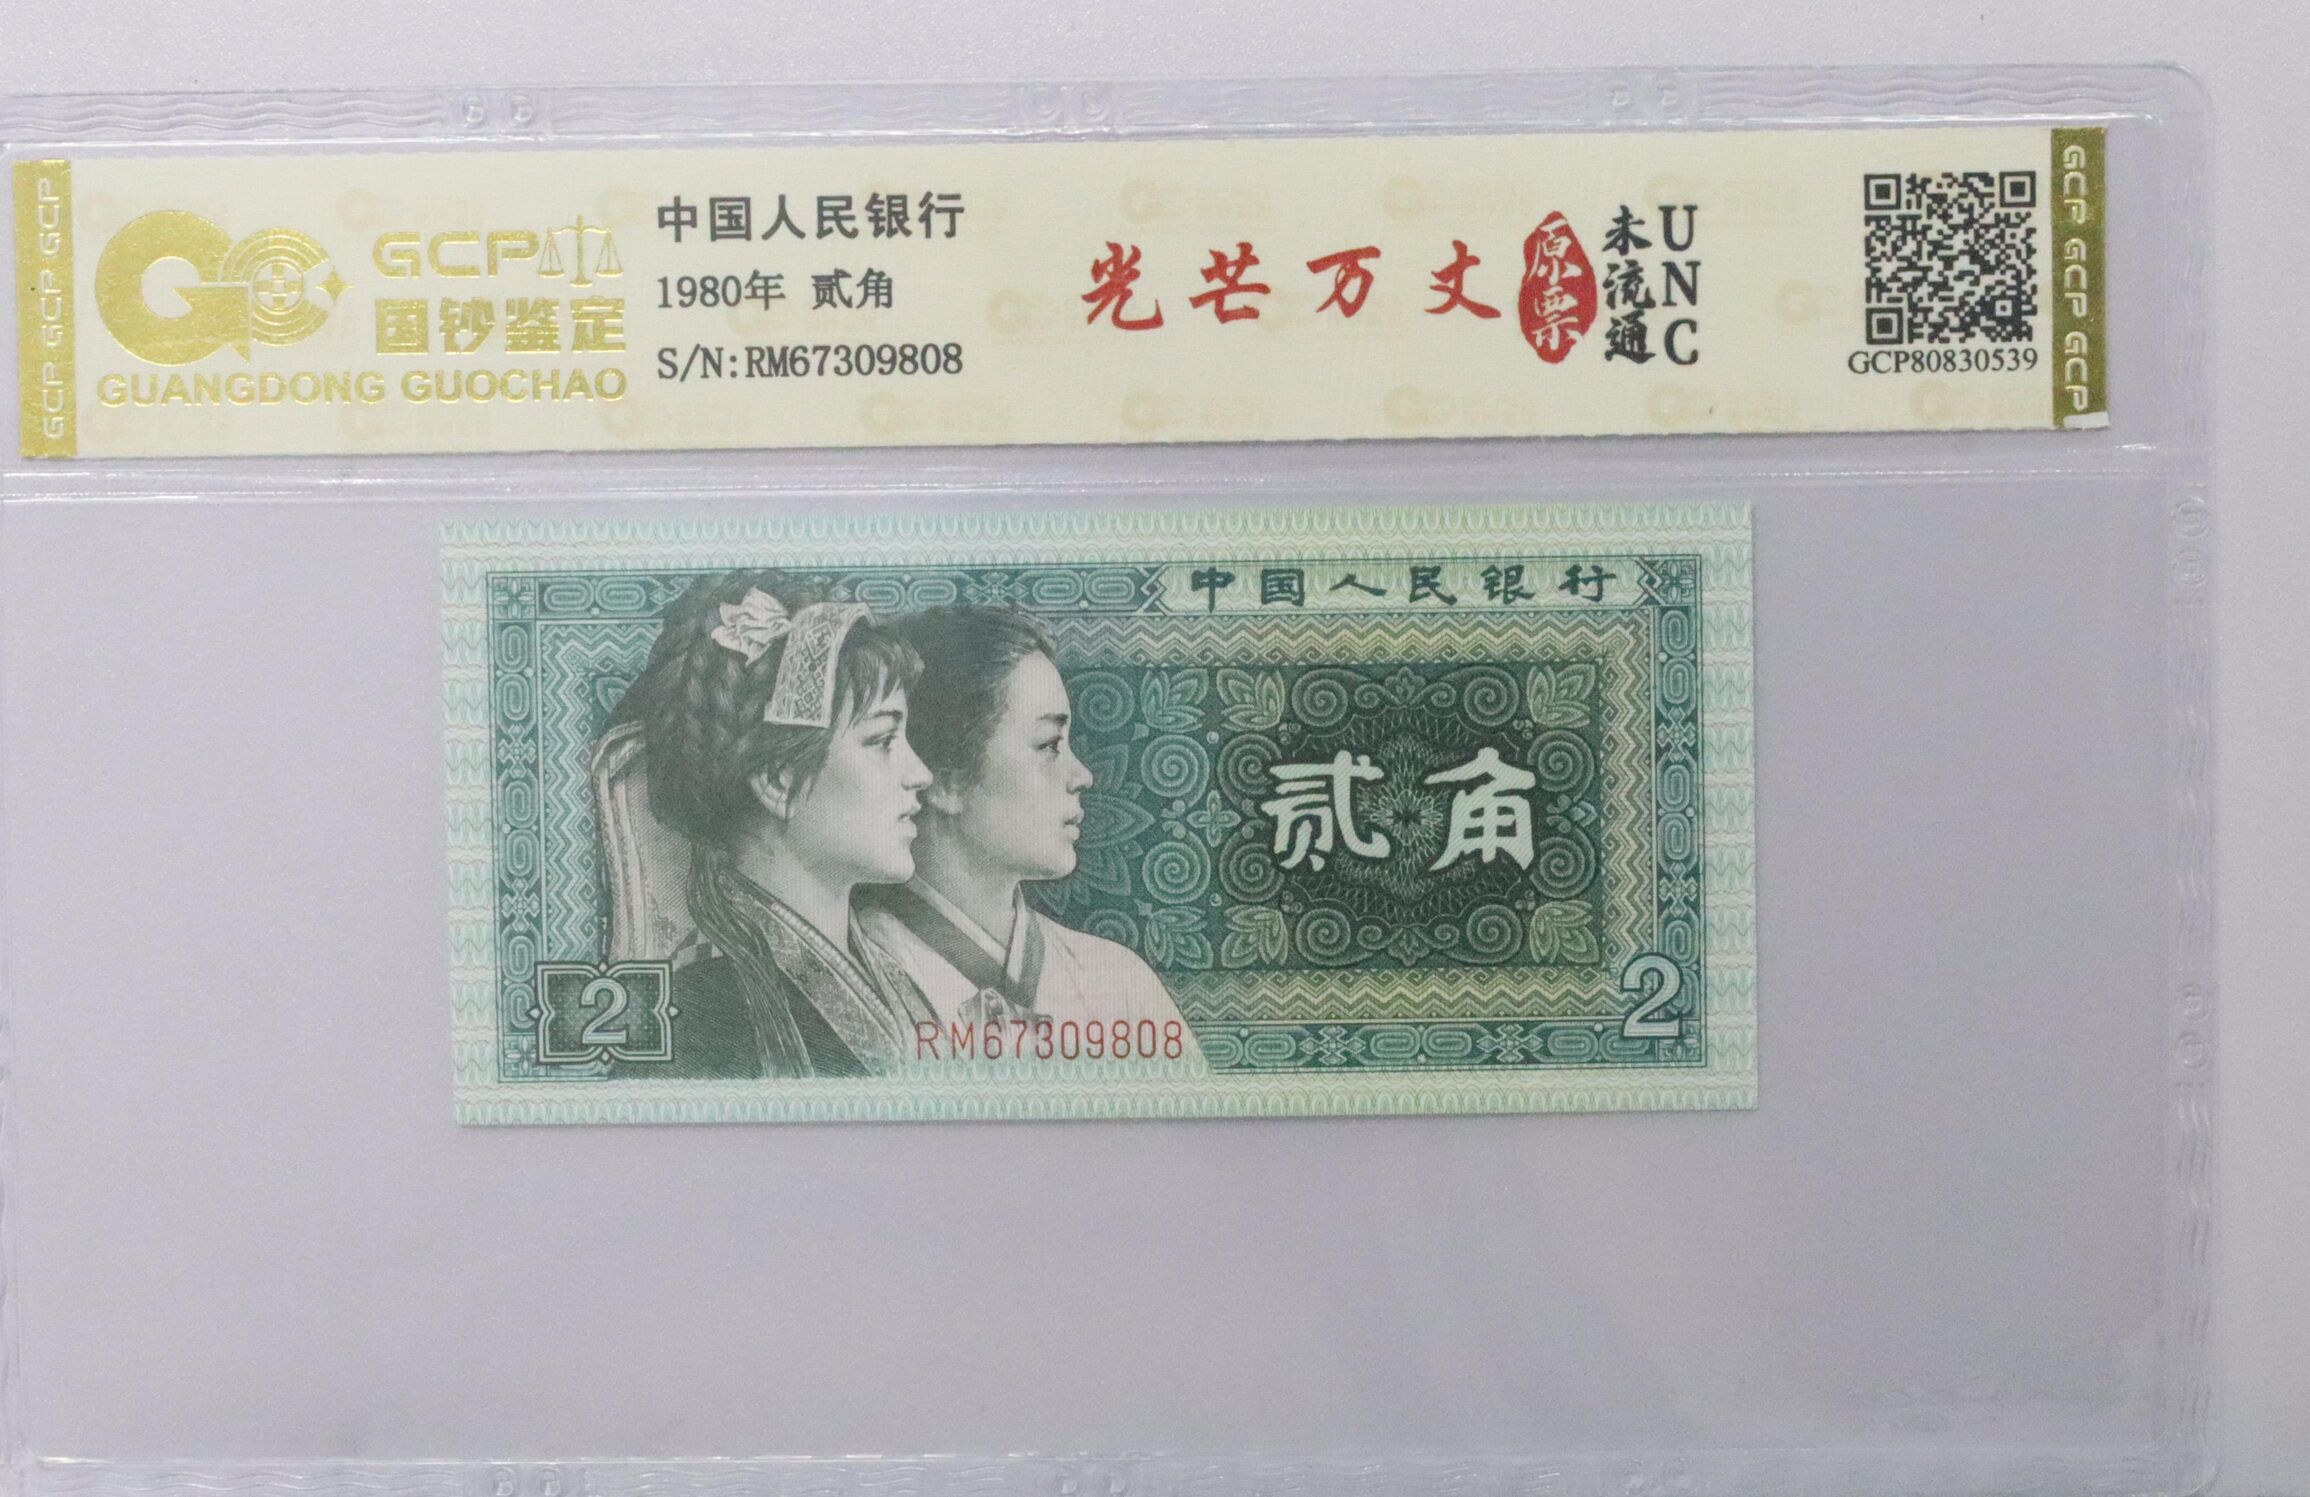 GCP GCP GCP
GCP
国钞鉴定
GUANGDONG GUOCHAO
中国人民银行
1980年 贰角
S/N:RM67309808
光芒万丈
原票
未流通
UNC
GCP80830539
GCP GCP GCP
中国人民银行
贰角
2
RM67309808
2